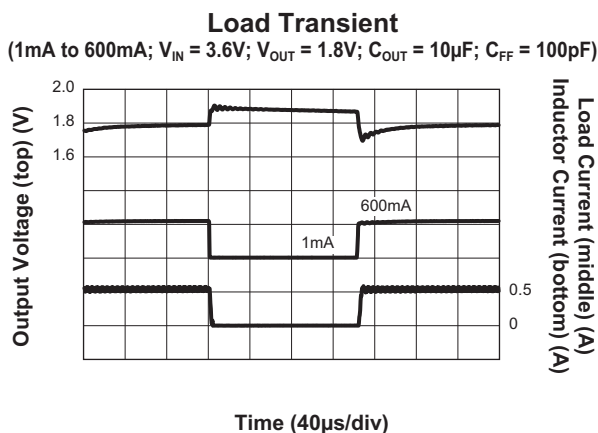 Load Transient
(1mA to 600mA; VIN = 3.6V; VOUT = 1.8V; COUT = 10µF; CFF = 100pF)
Output Voltage (top) (V)
2.0
1.8
1.6
600mA
1mA
0.5
0
Load Current (middle) (A)
Inductor Current (bottom) (A)
Time (40µs/div)